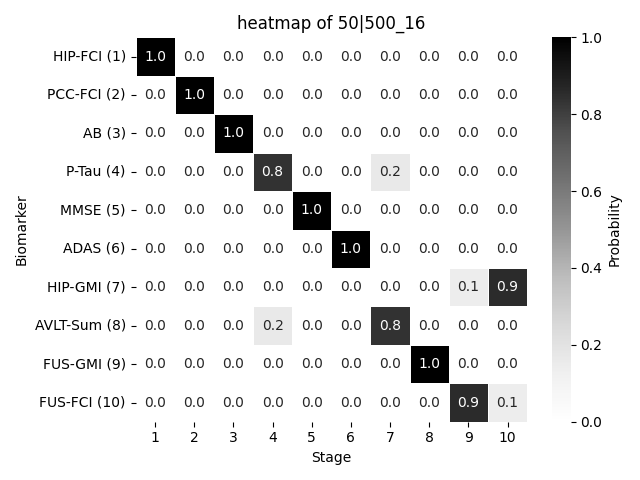 heatmap of 50|500_16
HIP-FCI (1) 1.0 0.0 0.0 0.0 0.0 0.0 0.0 0.0 0.0 0.0
PCC-FCI (2) 0.0 1.0 0.0 0.0 0.0 0.0 0.0 0.0 0.0 0.0
AB (3) 0.0 0.0 1.0 0.0 0.0 0.0 0.0 0.0 0.0 0.0
P-Tau (4) 0.0 0.0 0.0 0.8 0.0 0.0 0.2 0.0 0.0 0.0
MMSE (5) 0.0 0.0 0.0 0.0 1.0 0.0 0.0 0.0 0.0 0.0
ADAS (6) 0.0 0.0 0.0 0.0 0.0 1.0 0.0 0.0 0.0 0.0
HIP-GMI (7) 0.0 0.0 0.0 0.0 0.0 0.0 0.0 0.0 0.1 0.9
AVLT-Sum (8) 0.0 0.0 0.0 0.2 0.0 0.0 0.8 0.0 0.0 0.0
FUS-GMI (9) 0.0 0.0 0.0 0.0 0.0 0.0 0.0 1.0 0.0 0.0
FUS-FCI (10) 0.0 0.0 0.0 0.0 0.0 0.0 0.0 0.0 0.9 0.1
1 2 3 4 5 6 7 8 9 10
Stage
Biomarker
1.0
0.8
0.6
0.4
0.2
0.0
Probability